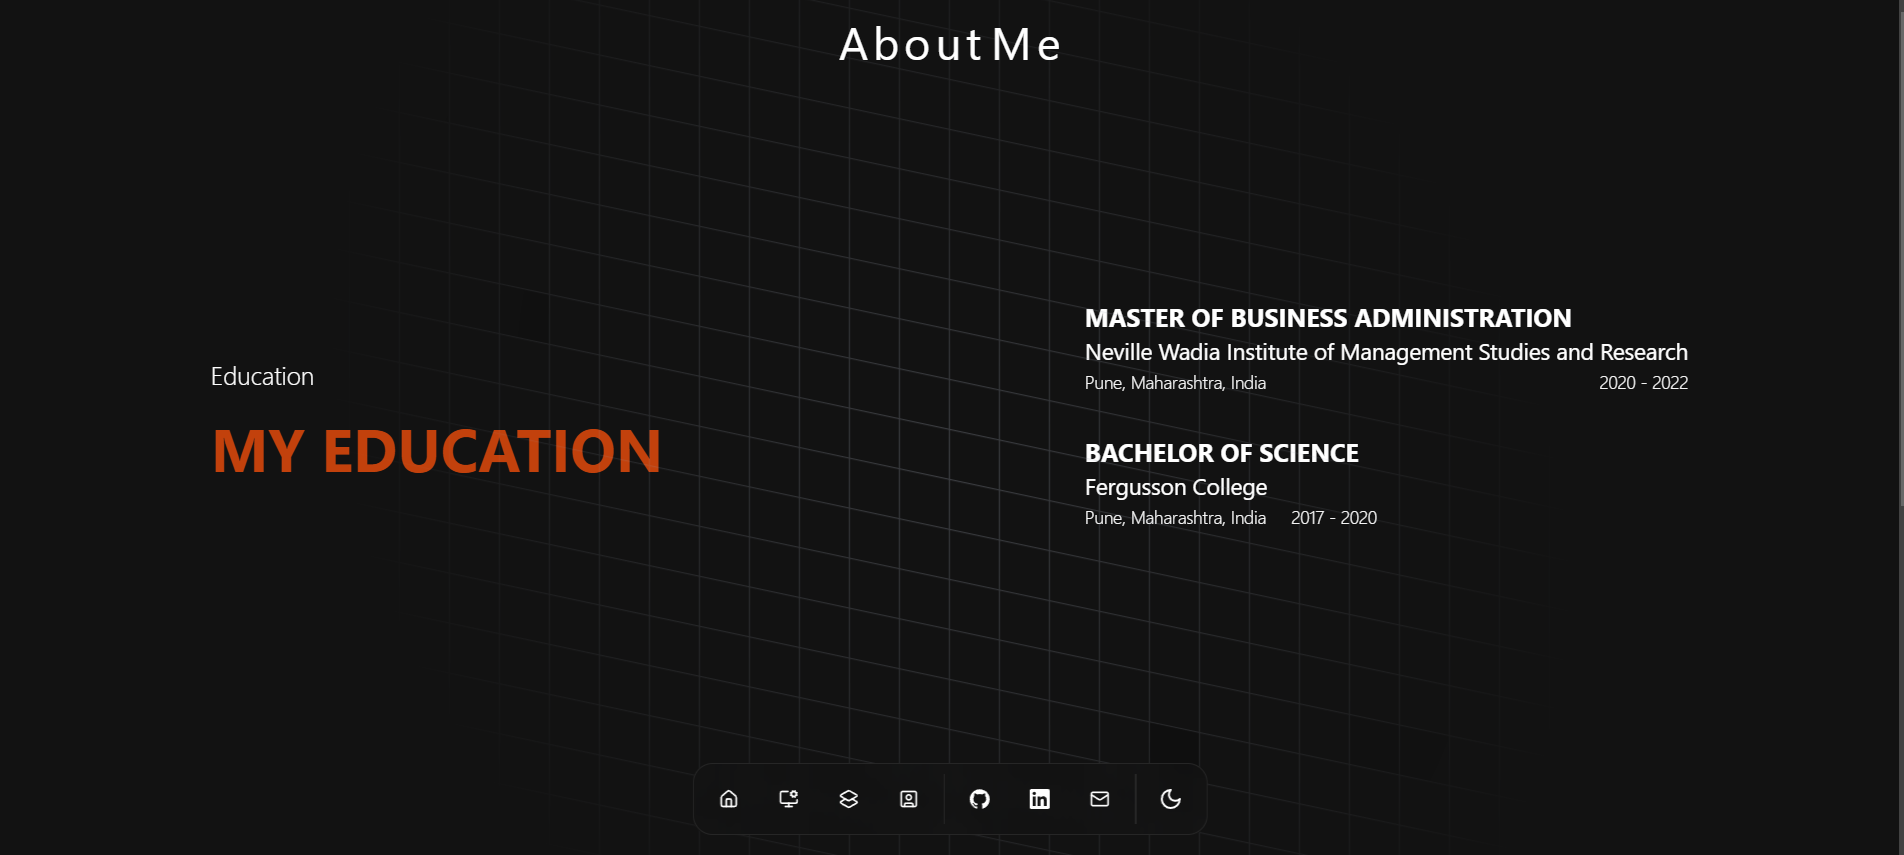 About Me
Education
MY EDUCATION
MASTER OF BUSINESS ADMINISTRATION
Neville Wadia Institute of Management Studies and Research
Pune, Maharashtra, India 2020 - 2022
BACHELOR OF SCIENCE
Fergusson College
Pune, Maharashtra, India 2017 - 2020
in